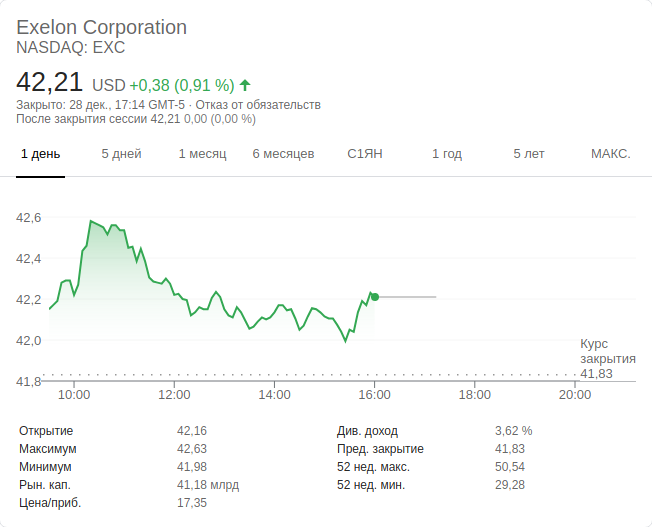 Exelon Corporation
NASDAQ: EXC
42,21 USD +0,38 (0,91 %)
Закрыто: 28 дек., 17:14 GMT-5 · Отказ от обязательств
После закрытия сессии 42,21 0,00 (0,00 %)
1 день 5 дней 1 месяц 6 месяцев С1ЯН 1 год 5 лет МАКС.
42,6
42,4
42,2
42,0
Курс
закрытия
41,83
41,8
10:00 12:00 14:00 16:00 18:00 20:00
Открытие 42,16 Див. доход 3,62 %
Максимум 42,63 Пред. закрытие 41,83
Минимум 41,98 52 нед. макс. 50,54
Рын. кап. 41,18 млрд 52 нед. мин. 29,28
Цена/приб. 17,35